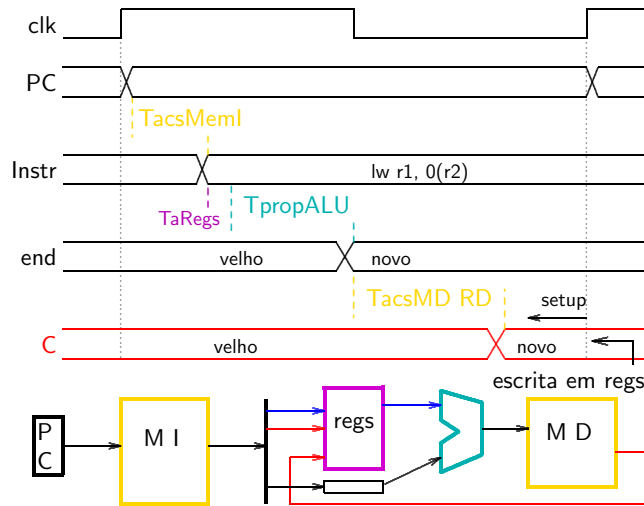 clk
PC
TacsMemI
Instr
lw r1, 0(r2)
TaRegs
TpropALU
end
velho
novo
TacsMD RD
setup
C
velho
novo
escrita em regs
P
C
M I
regs
M D